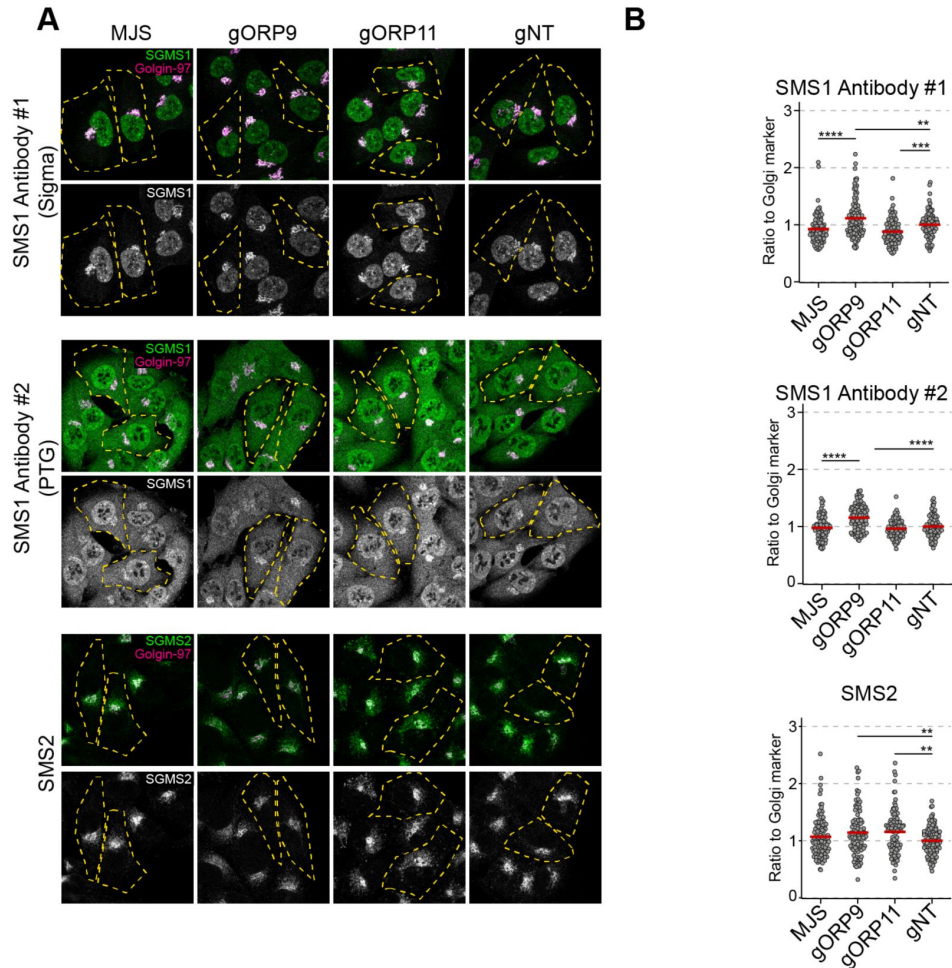 A
B
MJS
gORP9
gORP11
gNT
SMS1 Antibody #1
(Sigma)
SGMS1
Golgin-97
SGMS1
SMS1 Antibody #2
(PTG)
SGMS1
Golgin-97
SGMS1
SMS2
SGMS2
Golgin-97
SGMS2
SMS1 Antibody #1
Ratio to Golgi marker
3
2
1
0
**
****
***
MJS
gORP9
gORP11
gNT
SMS1 Antibody #2
Ratio to Golgi marker
3
2
1
0
****
****
MJS
gORP9
gORP11
gNT
SMS2
Ratio to Golgi marker
3
2
1
0
**
**
MJS
gORP9
gORP11
gNT